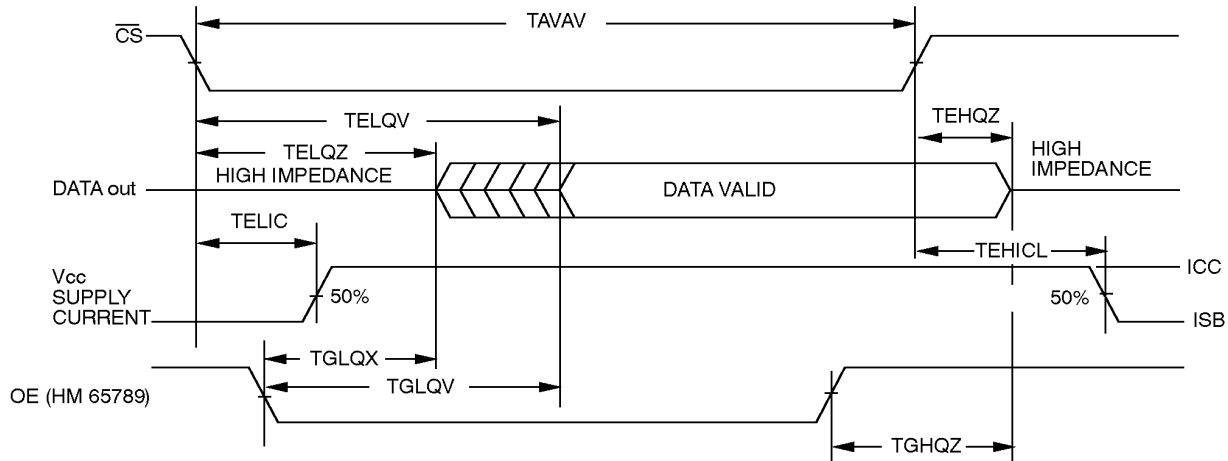 TAVAV
CS
TELQV
TEHQZ
TELQZ
HIGH IMPEDANCE
HIGH
IMPEDANCE
DATA out
DATA VALID
TELIC
TEHICL
Vcc
SUPPLY
CURRENT
50%
50%
ICC
ISB
TGLQX
TGLQV
OE (HM 65789)
TGHQZ